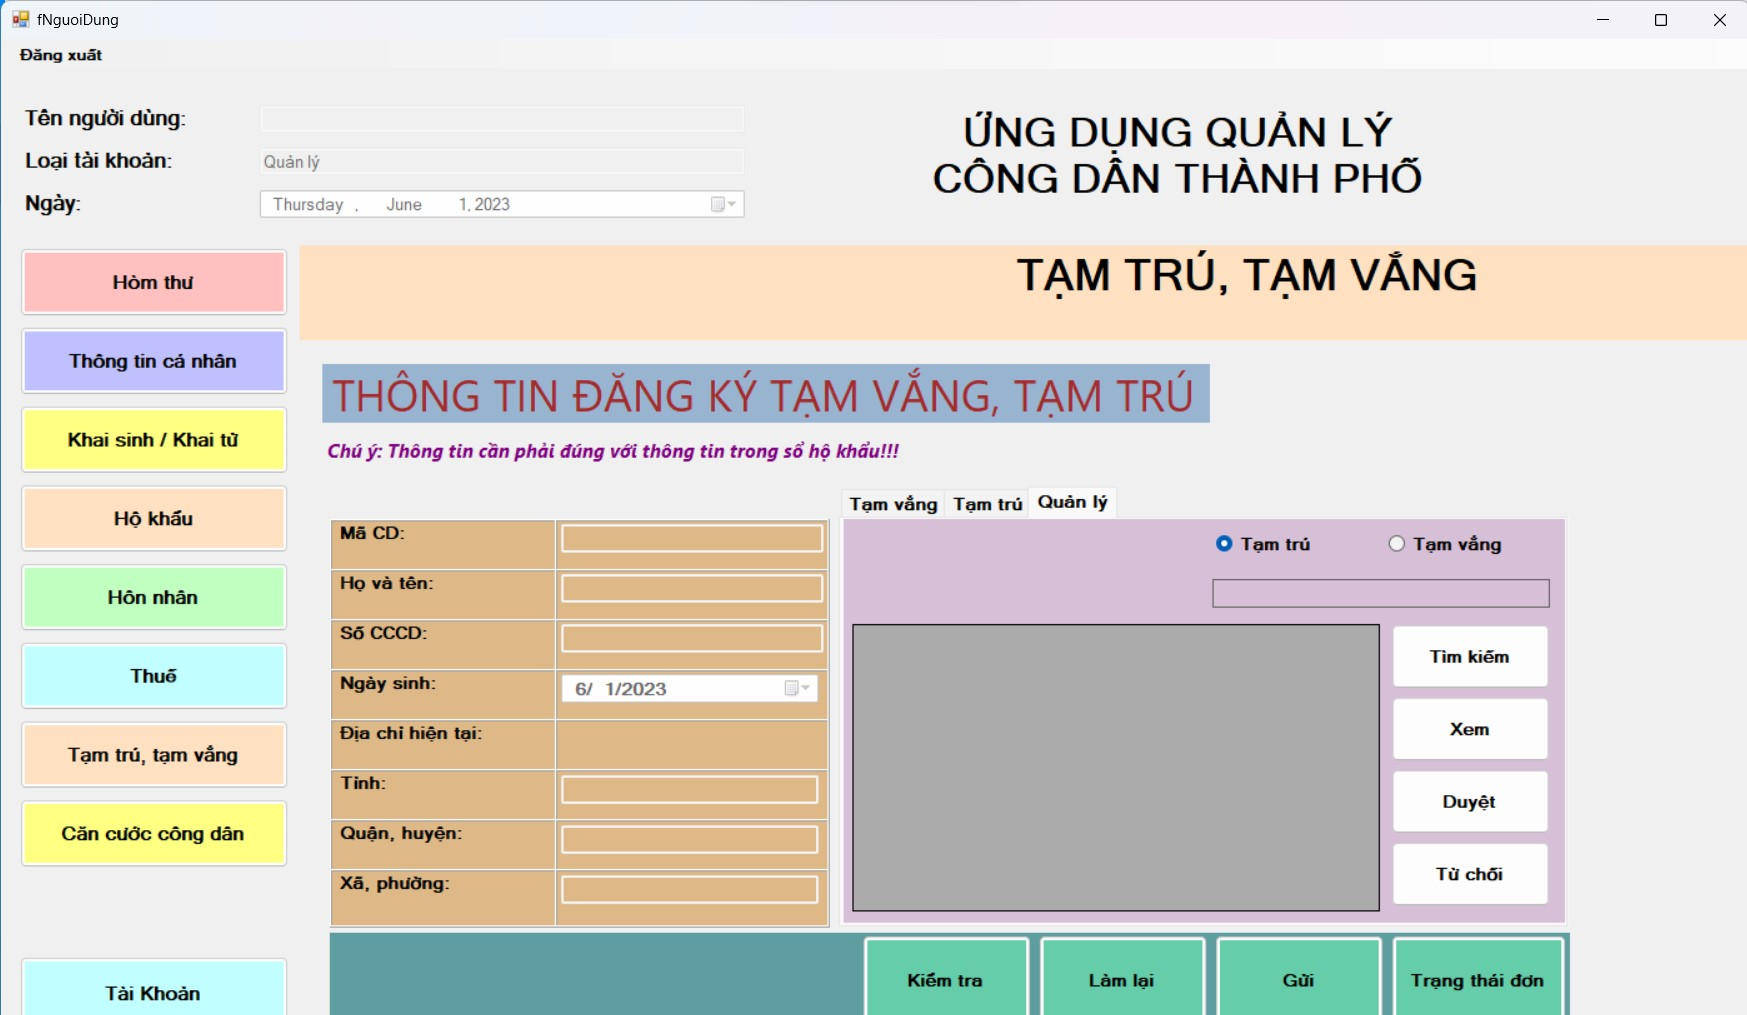 fNguoiDung
Đăng xuất
Tên người dùng:
Loại tài khoản: Quản lý
Ngày: Thursday , June 1, 2023
ỨNG DỤNG QUẢN LÝ
CÔNG DÂN THÀNH PHỐ
Hòm thư
Thông tin cá nhân
Khai sinh / Khai tử
Hộ khẩu
Hôn nhân
Thuế
Tạm trú, tạm vắng
Căn cước công dân
Tài Khoản
TẠM TRÚ, TẠM VẮNG
THÔNG TIN ĐĂNG KÝ TẠM VẮNG, TẠM TRÚ
Chú ý: Thông tin cần phải đúng với thông tin trong sổ hộ khẩu!!!
Mã CD:
Họ và tên:
Số CCCD:
Ngày sinh: 6/ 1/2023
Địa chỉ hiện tại:
Tỉnh:
Quận, huyện:
Xã, phường:
Tạm vắng Tạm trú Quản lý
Tạm trú Tạm vắng
Tìm kiếm
Xem
Duyệt
Từ chối
Kiểm tra Làm lại Gửi Trạng thái đơn